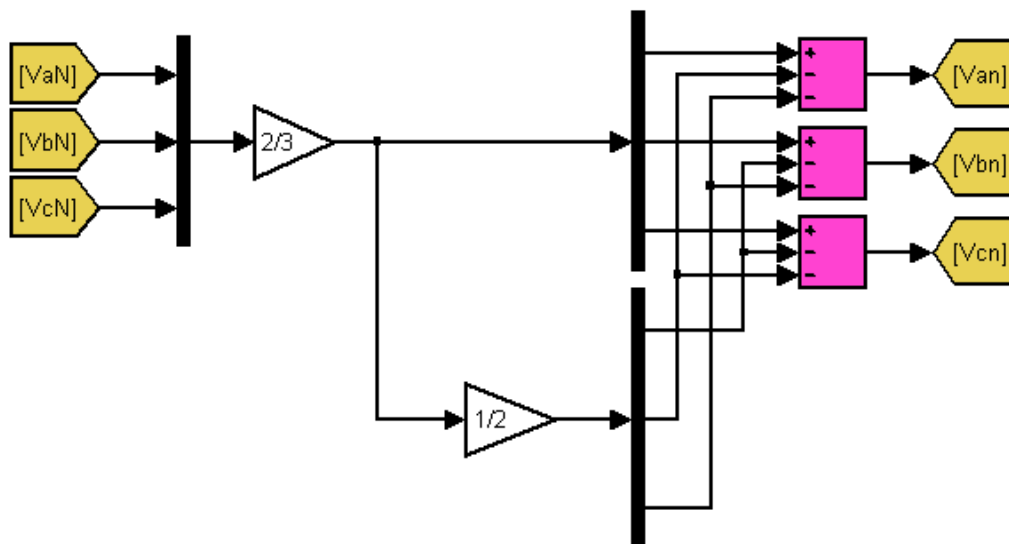 [VaN]
[VbN]
[VcN]
2/3
1/2
+
-
-
[Van]
+
-
-
[Vbn]
+
-
-
[Vcn]